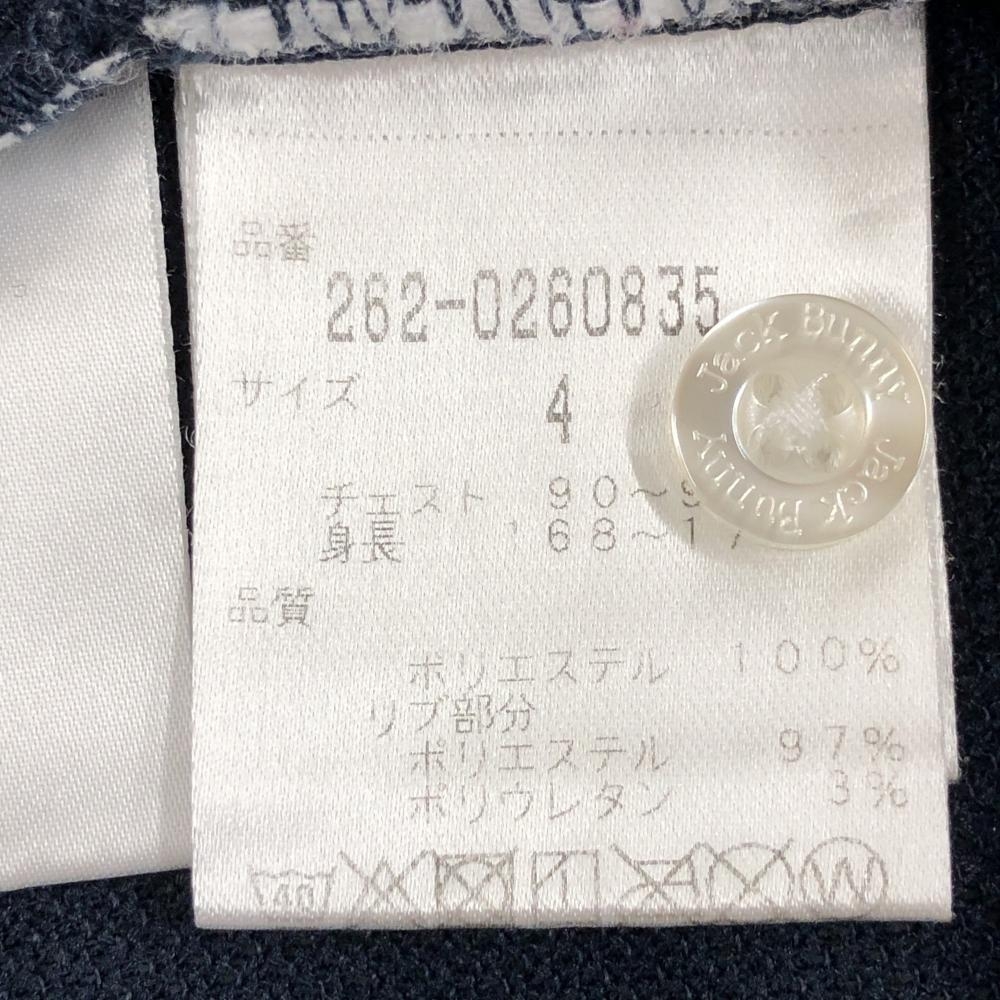 品番
262-0260835
サイズ
4
チェスト 90〜9
身長 168〜17
品質
ポリエステル 100%
リブ部分
ポリエステル 97%
ポリウレタン 3%
40
W
Jack Bunny
Jack Bunny